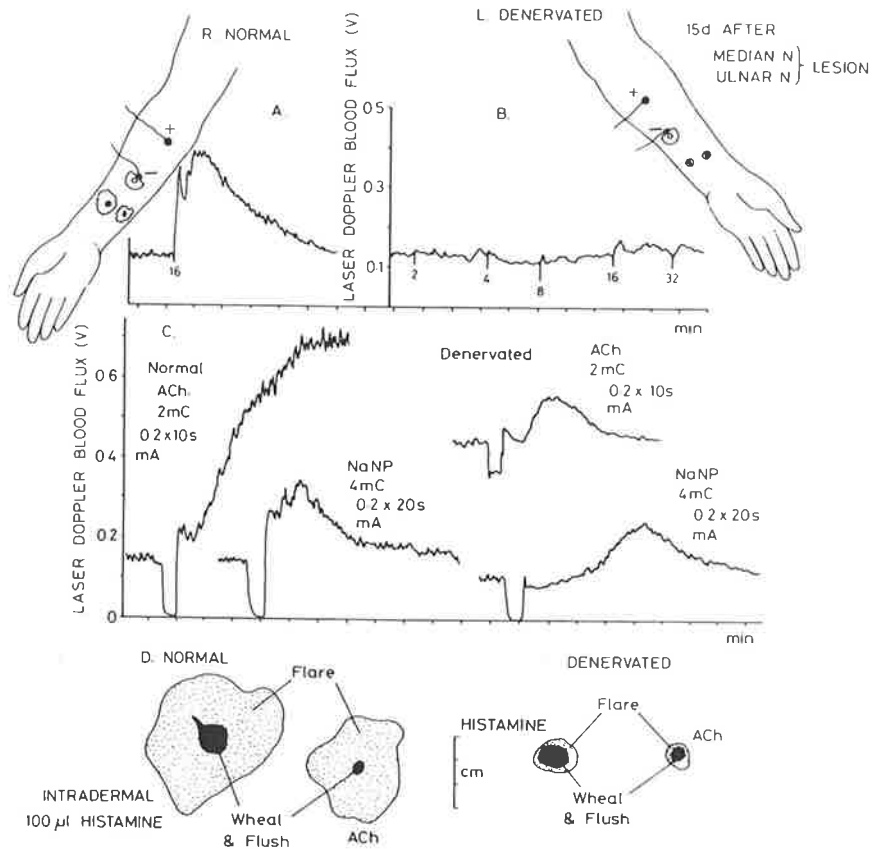 R. NORMAL
A.
+
−
16
L. DENERVATED
15d AFTER
MEDIAN N
ULNAR N
LESION
B.
+
−
LASER DOPPLER BLOOD FLUX (V)
0.5
0.3
0.1
2
4
8
16
32
min
C.
LASER DOPPLER BLOOD FLUX (V)
0.6
0.4
0.2
0
Normal
ACh.
2mC
0.2 x 10s
mA
NaNP
4mC
0.2 x 20s
mA
Denervated
ACh
2mC
0.2 x 10s
mA
NaNP
4mC
0.2 x 20s
mA
min
D. NORMAL
Flare
INTRADERMAL
100 µl HISTAMINE
Wheal
& Flush
ACh
DENERVATED
HISTAMINE
cm
Flare
ACh
Wheal
& Flush